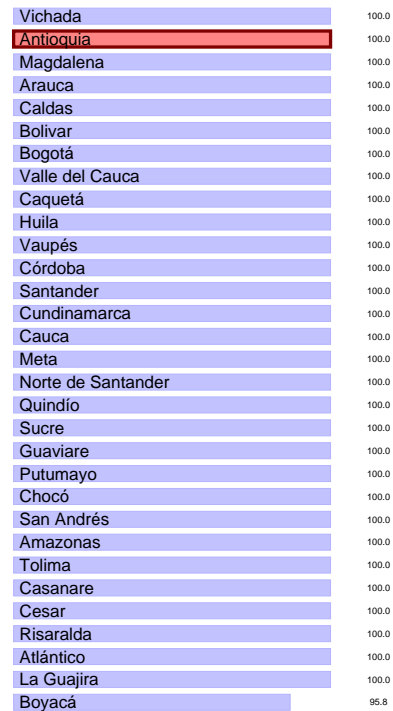 Vichada 100.0
Antioquia 100.0
Magdalena 100.0
Arauca 100.0
Caldas 100.0
Bolivar 100.0
Bogotá 100.0
Valle del Cauca 100.0
Caquetá 100.0
Huila 100.0
Vaupés 100.0
Córdoba 100.0
Santander 100.0
Cundinamarca 100.0
Cauca 100.0
Meta 100.0
Norte de Santander 100.0
Quindío 100.0
Sucre 100.0
Guaviare 100.0
Putumayo 100.0
Chocó 100.0
San Andrés 100.0
Amazonas 100.0
Tolima 100.0
Casanare 100.0
Cesar 100.0
Risaralda 100.0
Atlántico 100.0
La Guajira 100.0
Boyacá 95.8